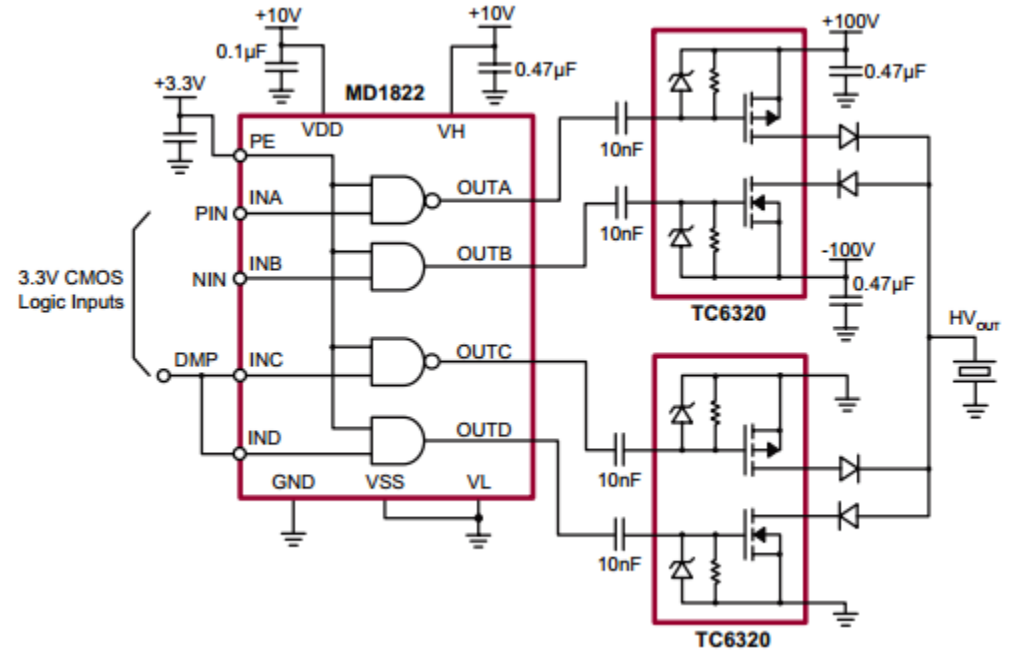 +10V
+10V
+100V
0.1µF
0.47µF
0.47µF
+3.3V
MD1822
VDD
VH
PE
10nF
INA
OUTA
PIN
INB
OUTB
10nF
NIN
-100V
3.3V CMOS
Logic Inputs
0.47µF
TC6320
HVOUT
DMP
INC
OUTC
IND
OUTD
10nF
GND
VSS
VL
10nF
TC6320